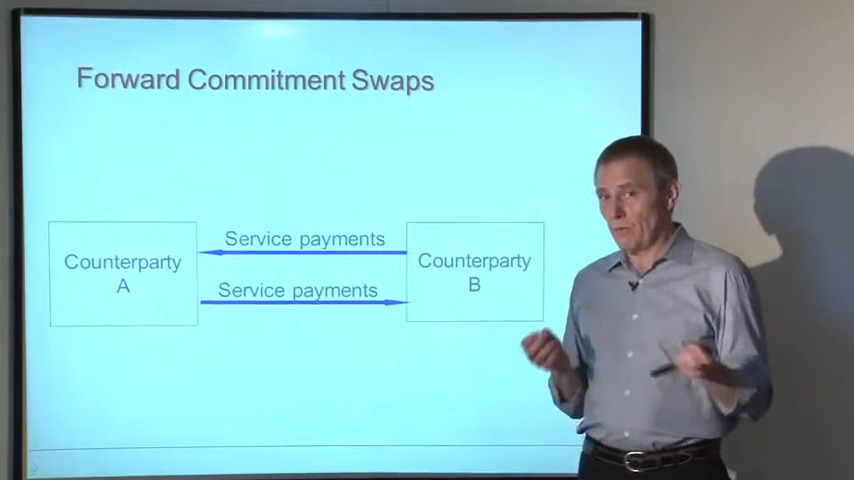 Forward Commitment Swaps
Service payments
Counterparty
A
Counterparty
B
Service payments